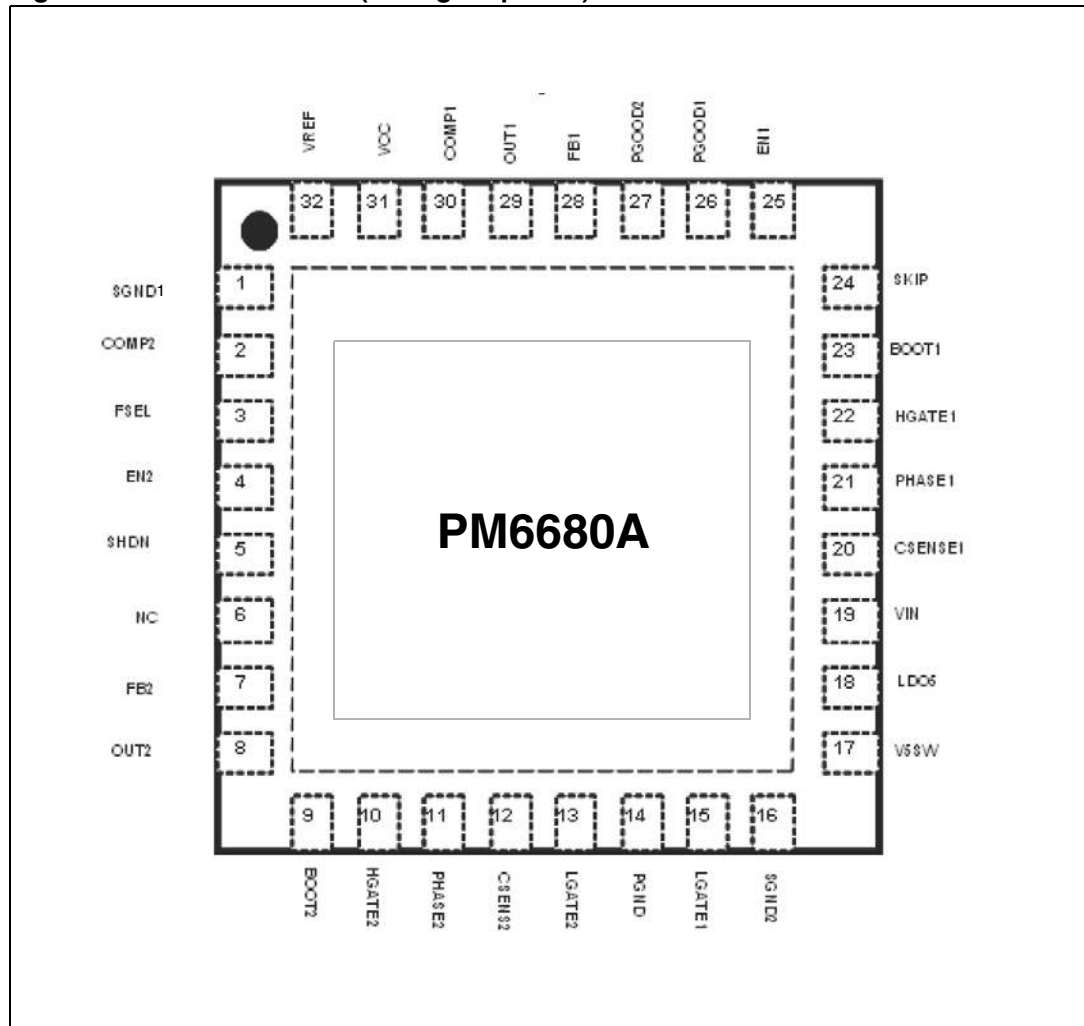 VREF
VCC
COMP1
OUT1
FB1
PGOOD2
PGOOD1
EN1
32
31
30
29
28
27
26
25
SGND1
1
COMP2
2
FSEL
3
EN2
4
SHDN
5
NC
6
FB2
7
OUT2
8
24
SKIP
23
BOOT1
22
HGATE1
21
PHASE1
20
CSENSE1
19
VIN
18
LDO5
17
V5SW
PM6680A
9
10
11
12
13
14
15
16
BOOT2
HGATE2
PHASE2
CSENS2
LGATE2
PGND
LGATE1
SGND2